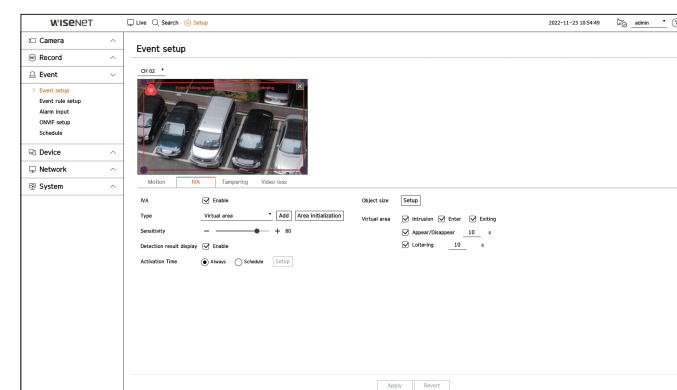 WISENET
Live Search Setup
2022-11-23 10:54:49
admin
Camera
Record
Event
> Event setup
Event rule setup
Alarm input
ONVIF setup
Schedule
Device
Network
System
Event setup
CH 02
Motion IVA Tampering Video loss
IVA Enable
Type Virtual area Add Area initialization
Sensitivity 80
Detection result display Enable
Activation Time Always Schedule Setup
Object size Setup
Virtual area Intrusion Enter Exiting
Appear/Disappear 10 s
Loitering 10 s
Apply Revert